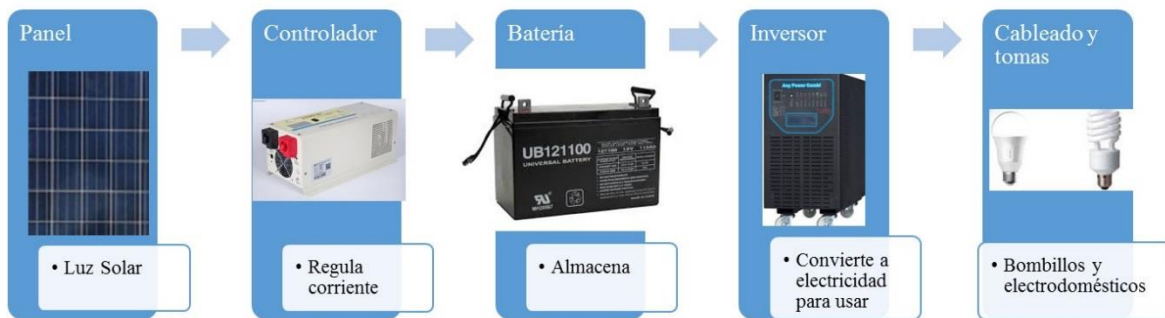 Panel
Controlador
Batería
Inversor
Cableado y
tomas
UB121100
UNIVERSAL BATTERY
• Luz Solar
• Regula
corriente
• Almacena
• Convierte a
electricidad
para usar
• Bombillos y
electrodomésticos